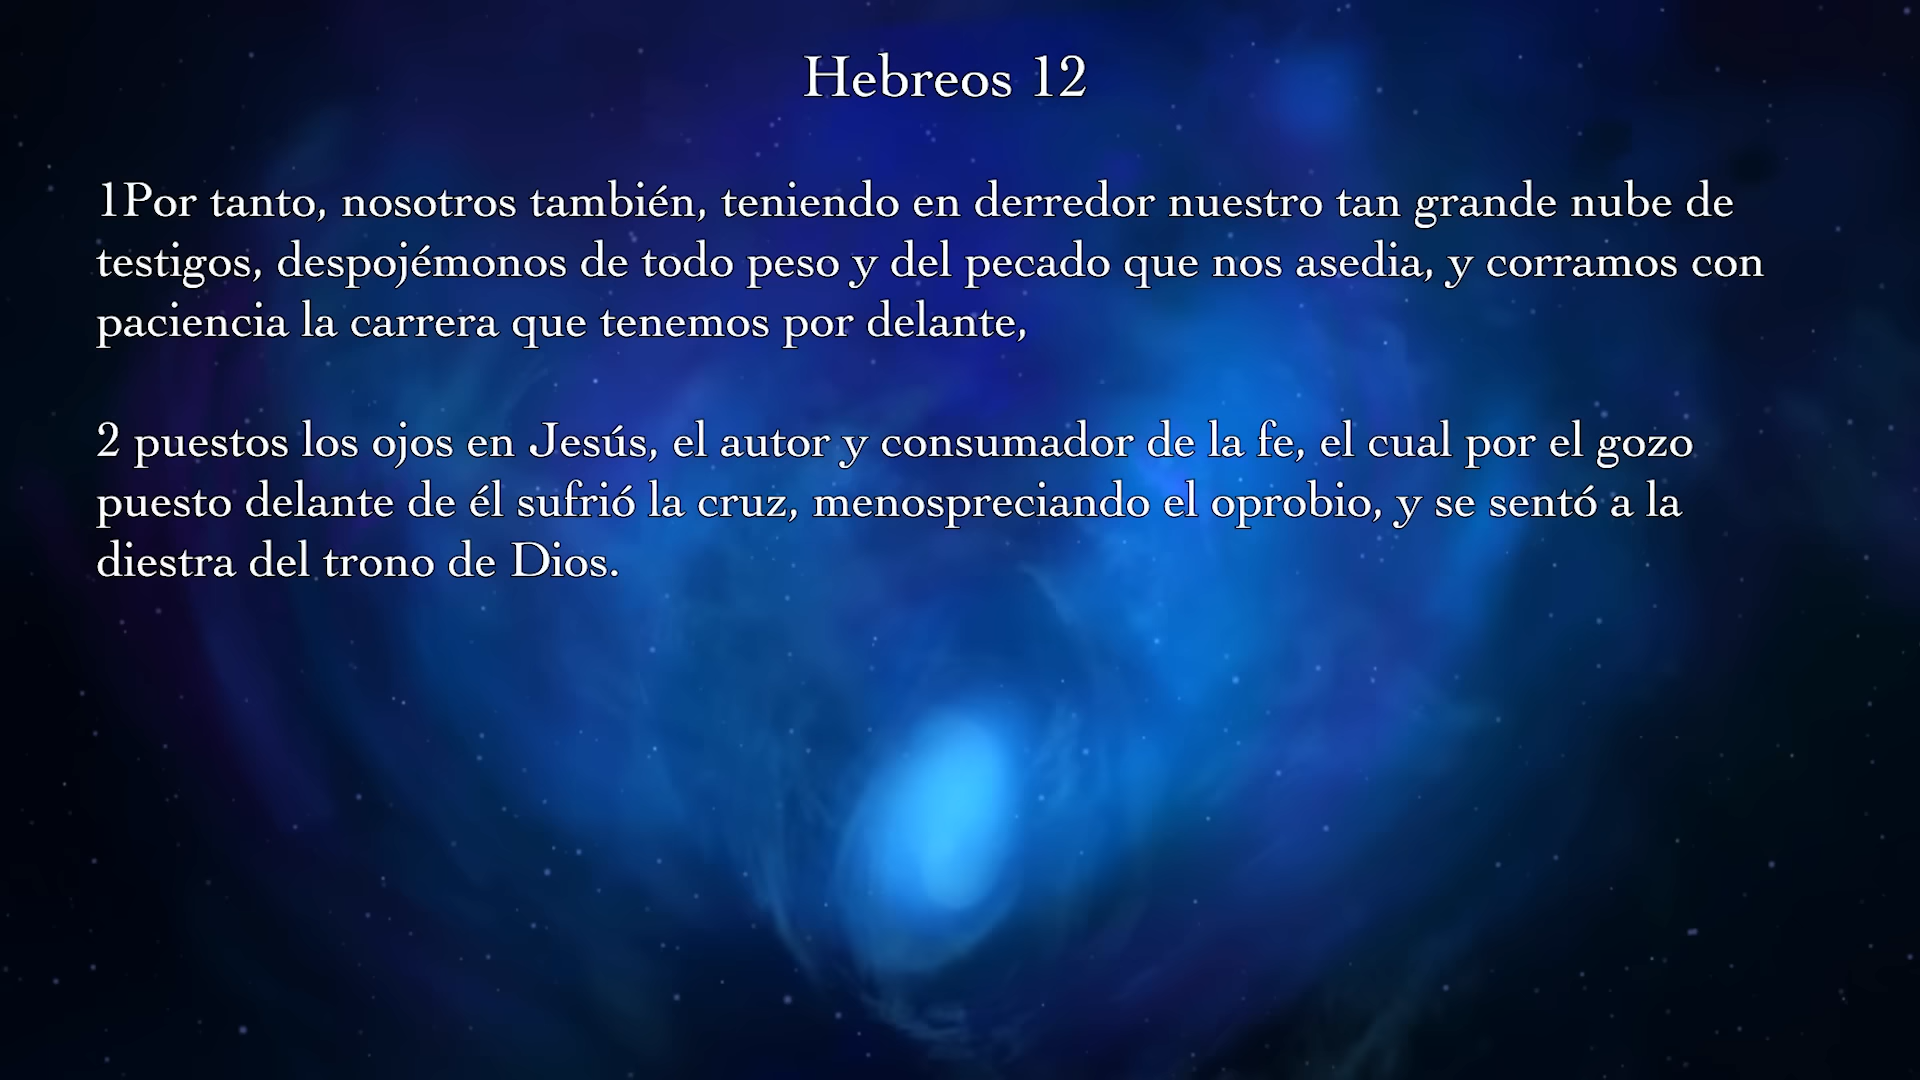 Hebreos 12
1Por tanto, nosotros también, teniendo en derredor nuestro tan grande nube de
testigos, despojémonos de todo peso y del pecado que nos asedia, y corramos con
paciencia la carrera que tenemos por delante,
2 puestos los ojos en Jesús, el autor y consumador de la fe, el cual por el gozo
puesto delante de él sufrió la cruz, menospreciando el oprobio, y se sentó a la
diestra del trono de Dios.